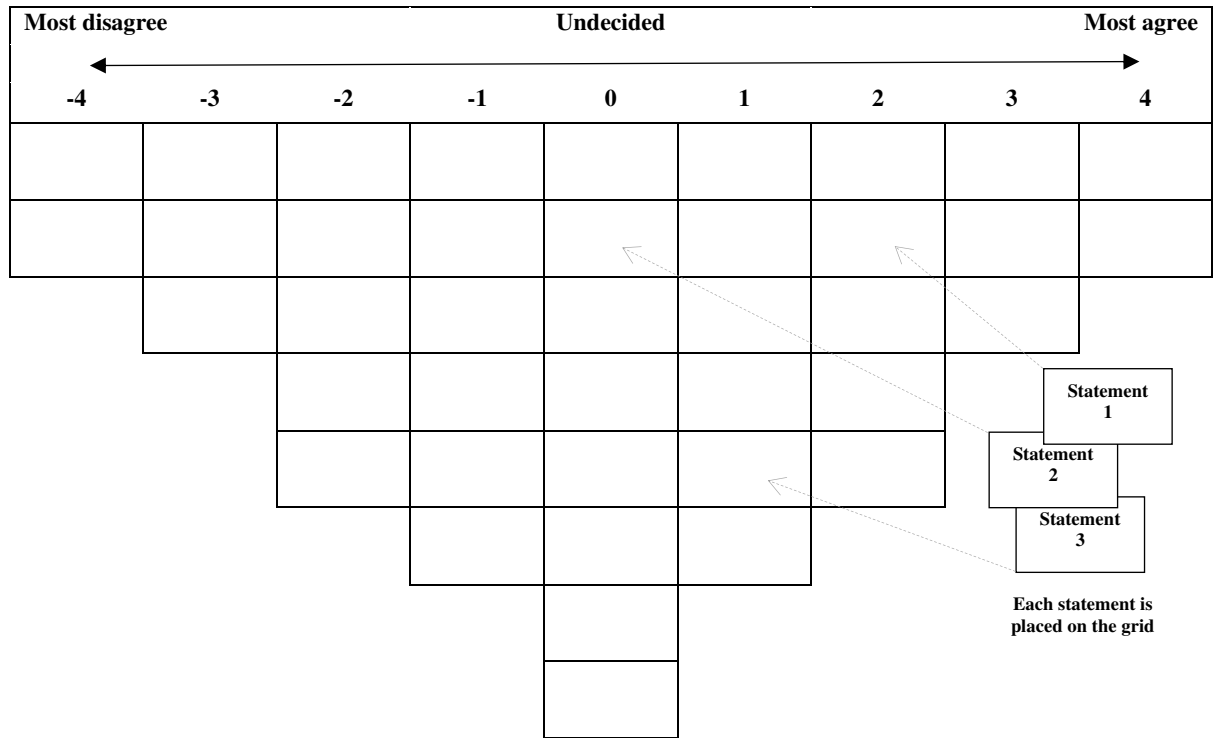 Most disagree Undecided Most agree
-4 -3 -2 -1 0 1 2 3 4
Statement
1
Statement
2
Statement
3
Each statement is
placed on the grid